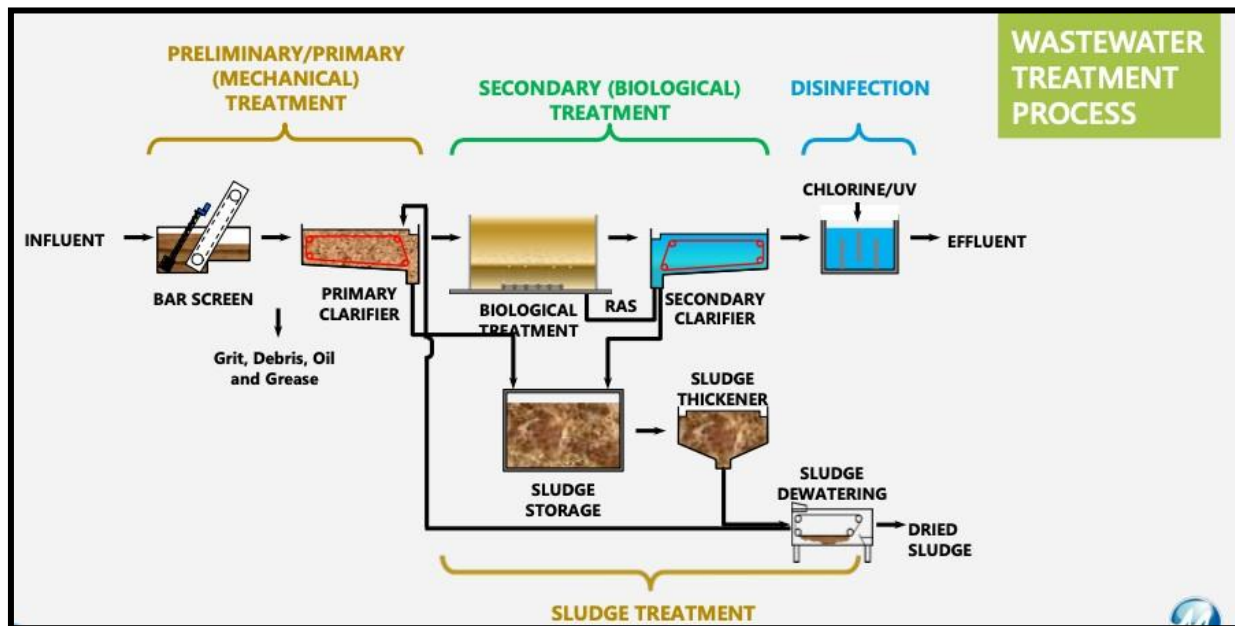 WASTEWATER
TREATMENT
PROCESS
PRELIMINARY/PRIMARY
(MECHANICAL)
TREATMENT
SECONDARY (BIOLOGICAL)
TREATMENT
DISINFECTION
CHLORINE/UV
INFLUENT
EFFLUENT
BAR SCREEN
PRIMARY
CLARIFIER
BIOLOGICAL
TREATMENT
RAS
SECONDARY
CLARIFIER
Grit, Debris, Oil
and Grease
SLUDGE
THICKENER
SLUDGE
STORAGE
SLUDGE
DEWATERING
DRIED
SLUDGE
SLUDGE TREATMENT